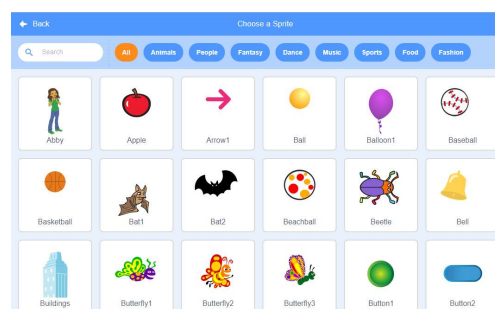 Back Choose a Sprite
Search All Animals People Fantasy Dance Music Sports Food Fashion
Abby Apple Arrow1 Ball Balloon1 Baseball
Basketball Bat1 Bat2 Beachball Beetle Bell
Buildings Butterfly1 Butterfly2 Butterfly3 Button1 Button2